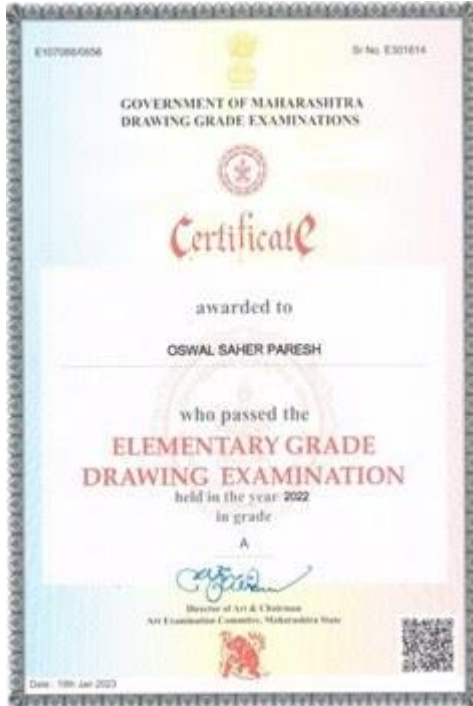 E107088/0656
Sr No. E301614
GOVERNMENT OF MAHARASHTRA
DRAWING GRADE EXAMINATIONS
Certificate
awarded to
OSWAL SAHER PARESH
who passed the
ELEMENTARY GRADE
DRAWING EXAMINATION
held in the year 2022
in grade
A
Director of Art & Chairman
Art Examination Committee, Maharashtra State
Date : 19th Jan 2023